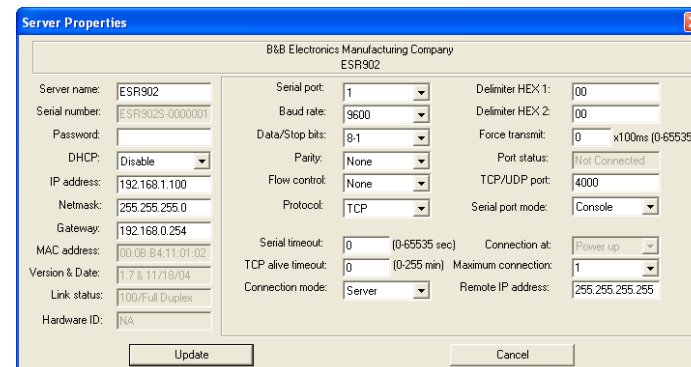 Server Properties
B&B Electronics Manufacturing Company
ESR902
Server name: ESR902
Serial number: ESR902S-0000001
Password:
DHCP: Disable
IP address: 192.168.1.100
Netmask: 255.255.255.0
Gateway: 192.168.0.254
MAC address: 00:0B:B4:11:01:02
Version & Date: 1.7 & 11/18/04
Link status: 100/Full Duplex
Hardware ID: NA
Serial port: 1
Baud rate: 9600
Data/Stop bits: 8-1
Parity: None
Flow control: None
Protocol: TCP
Serial timeout: 0 (0-65535 sec)
TCP alive timeout: 0 (0-255 min)
Connection mode: Server
Delimiter HEX 1: 00
Delimiter HEX 2: 00
Force transmit: 0 x100ms (0-65535
Port status: Not Connected
TCP/UDP port: 4000
Serial port mode: Console
Connection at: Power up
Maximum connection: 1
Remote IP address: 255.255.255.255
Update
Cancel